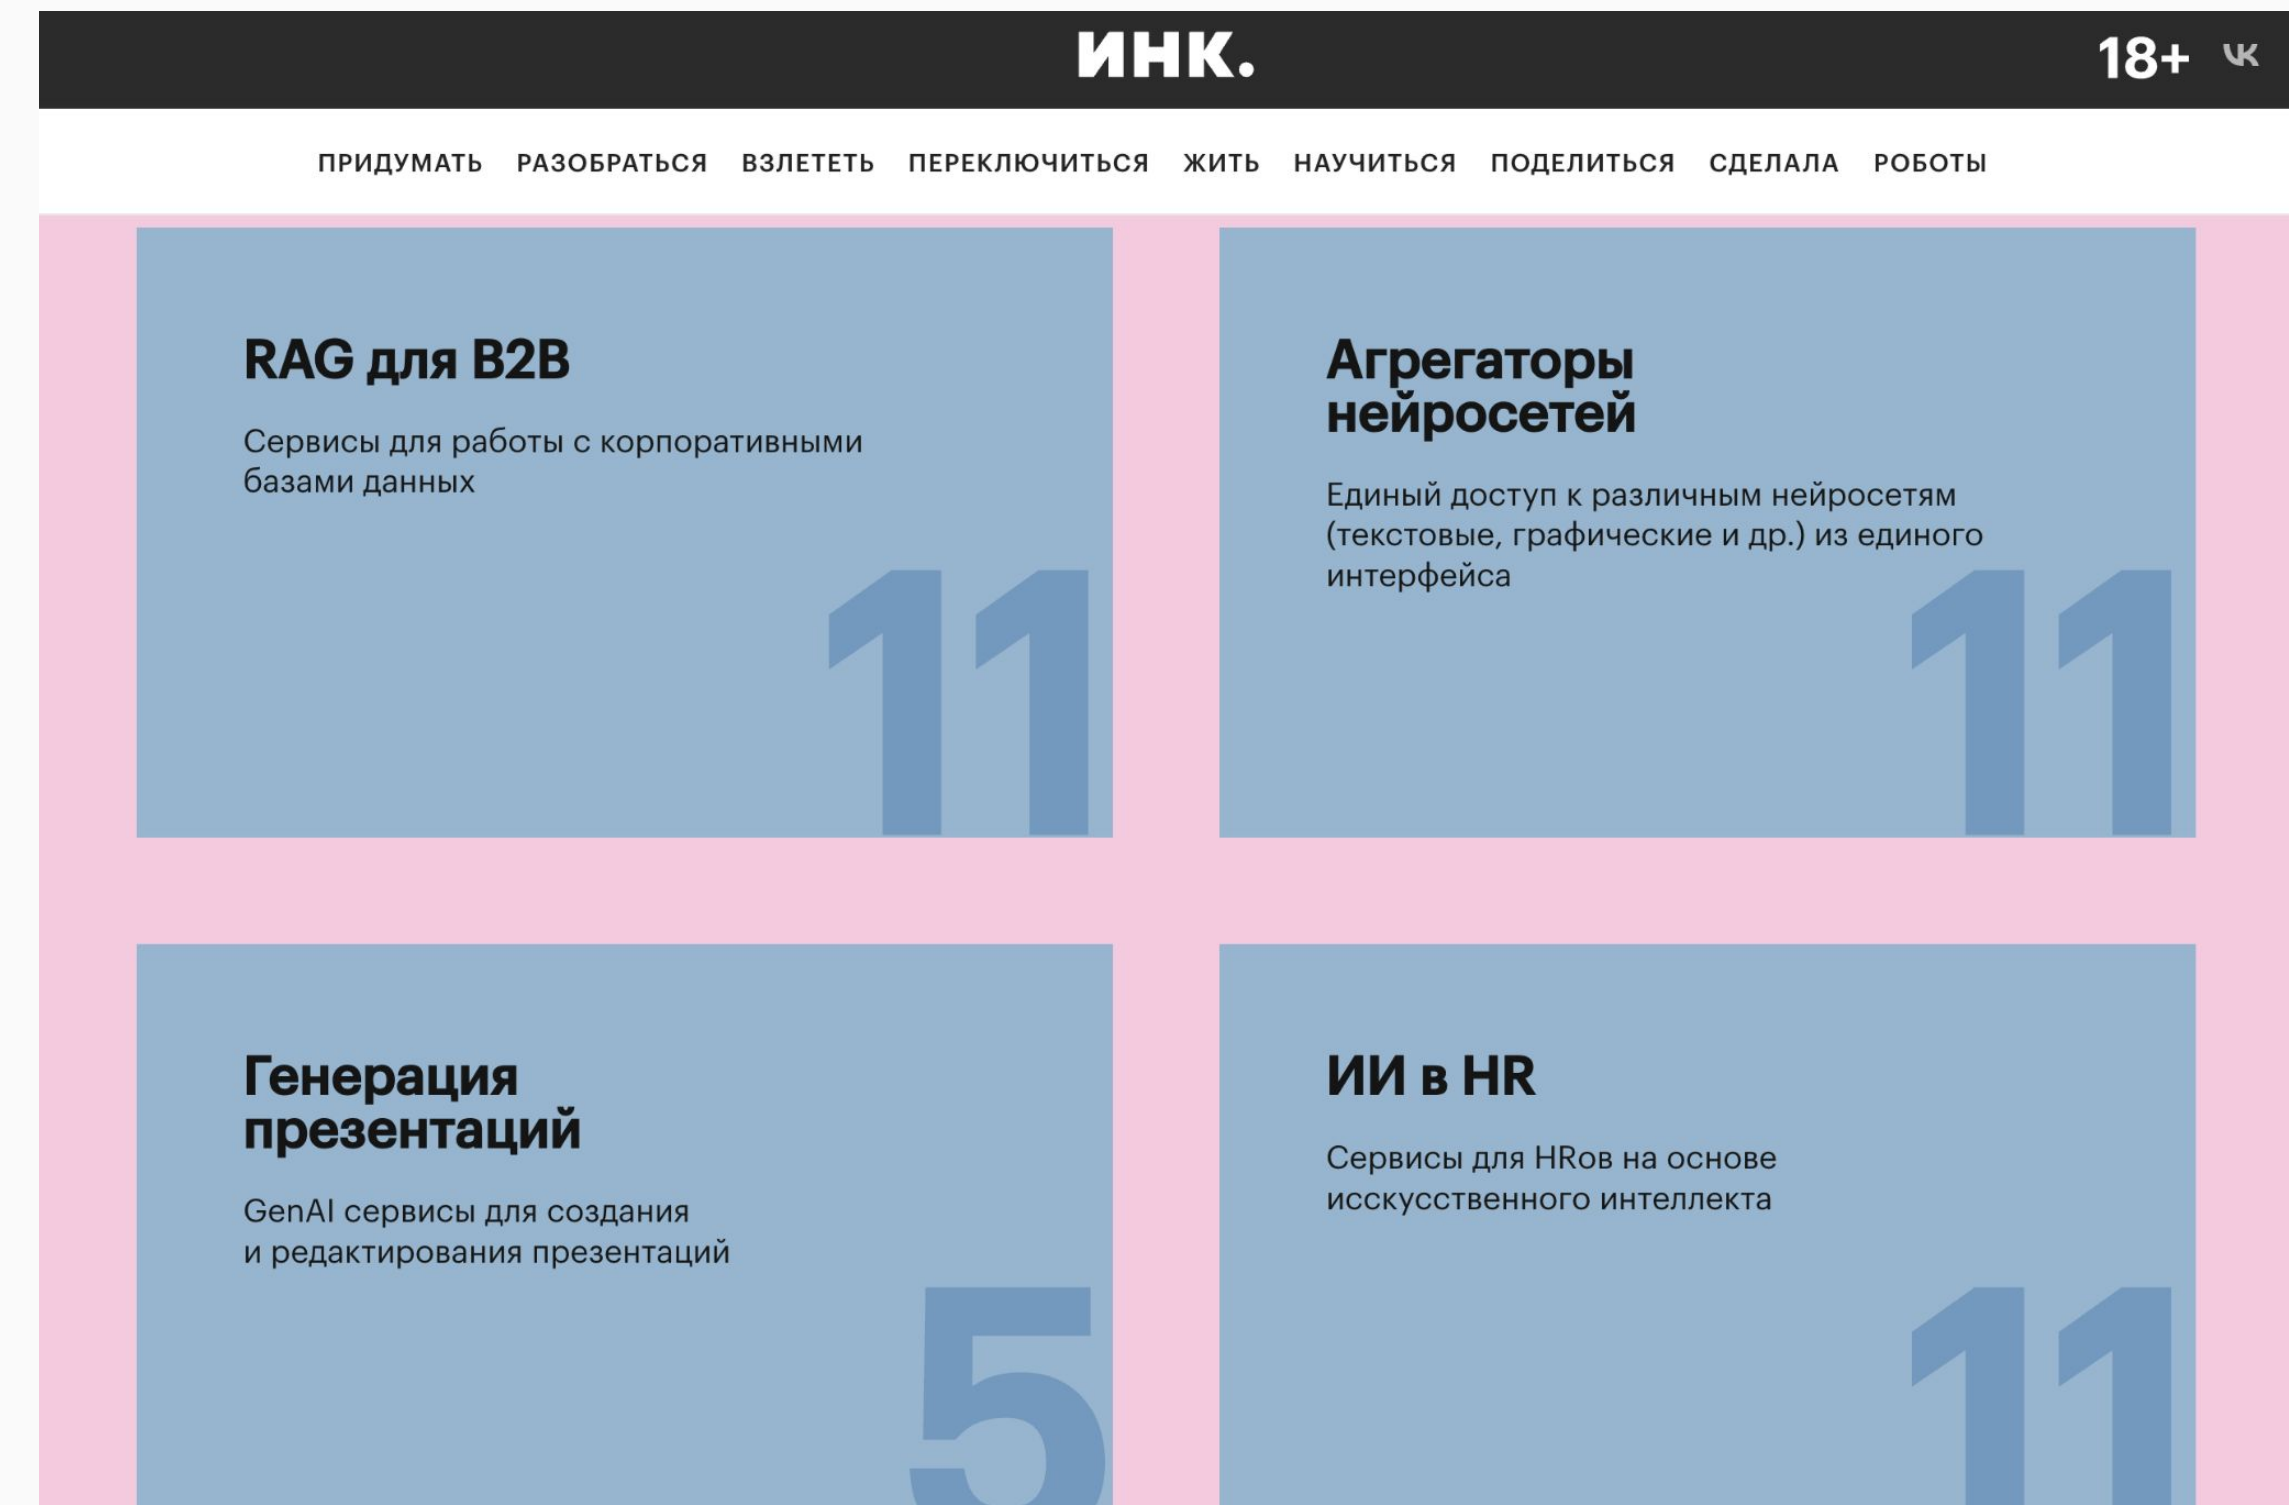 ИНК.
18+
VK
ПРИДУМАТЬ РАЗОБРАТЬСЯ ВЗЛЕТЕТЬ ПЕРЕКЛЮЧИТЬСЯ ЖИТЬ НАУЧИТЬСЯ ПОДЕЛИТЬСЯ СДЕЛАЛА РОБОТЫ
RAG для B2B
Сервисы для работы с корпоративными
базами данных
11
Агрегаторы
нейросетей
Единый доступ к различным нейросетям
(текстовые, графические и др.) из единого
интерфейса
11
Генерация
презентаций
GenAI сервисы для создания
и редактирования презентаций
5
ИИ в HR
Сервисы для HRов на основе
исскусственного интеллекта
11